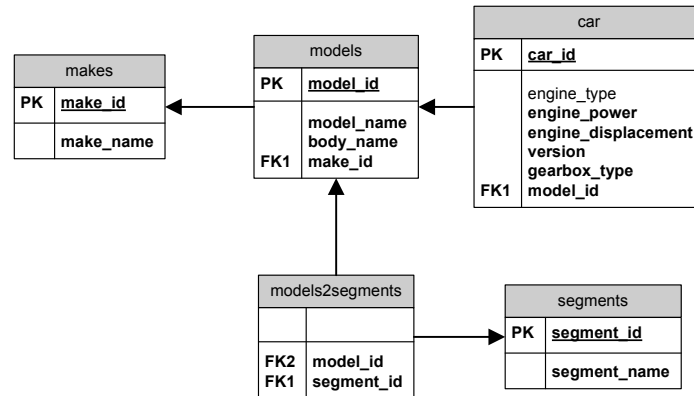 makes
PK make_id
make_name
models
PK model_id
model_name
body_name
FK1 make_id
car
PK car_id
engine_type
engine_power
engine_displacement
version
gearbox_type
FK1 model_id
models2segments
FK2 model_id
FK1 segment_id
segments
PK segment_id
segment_name